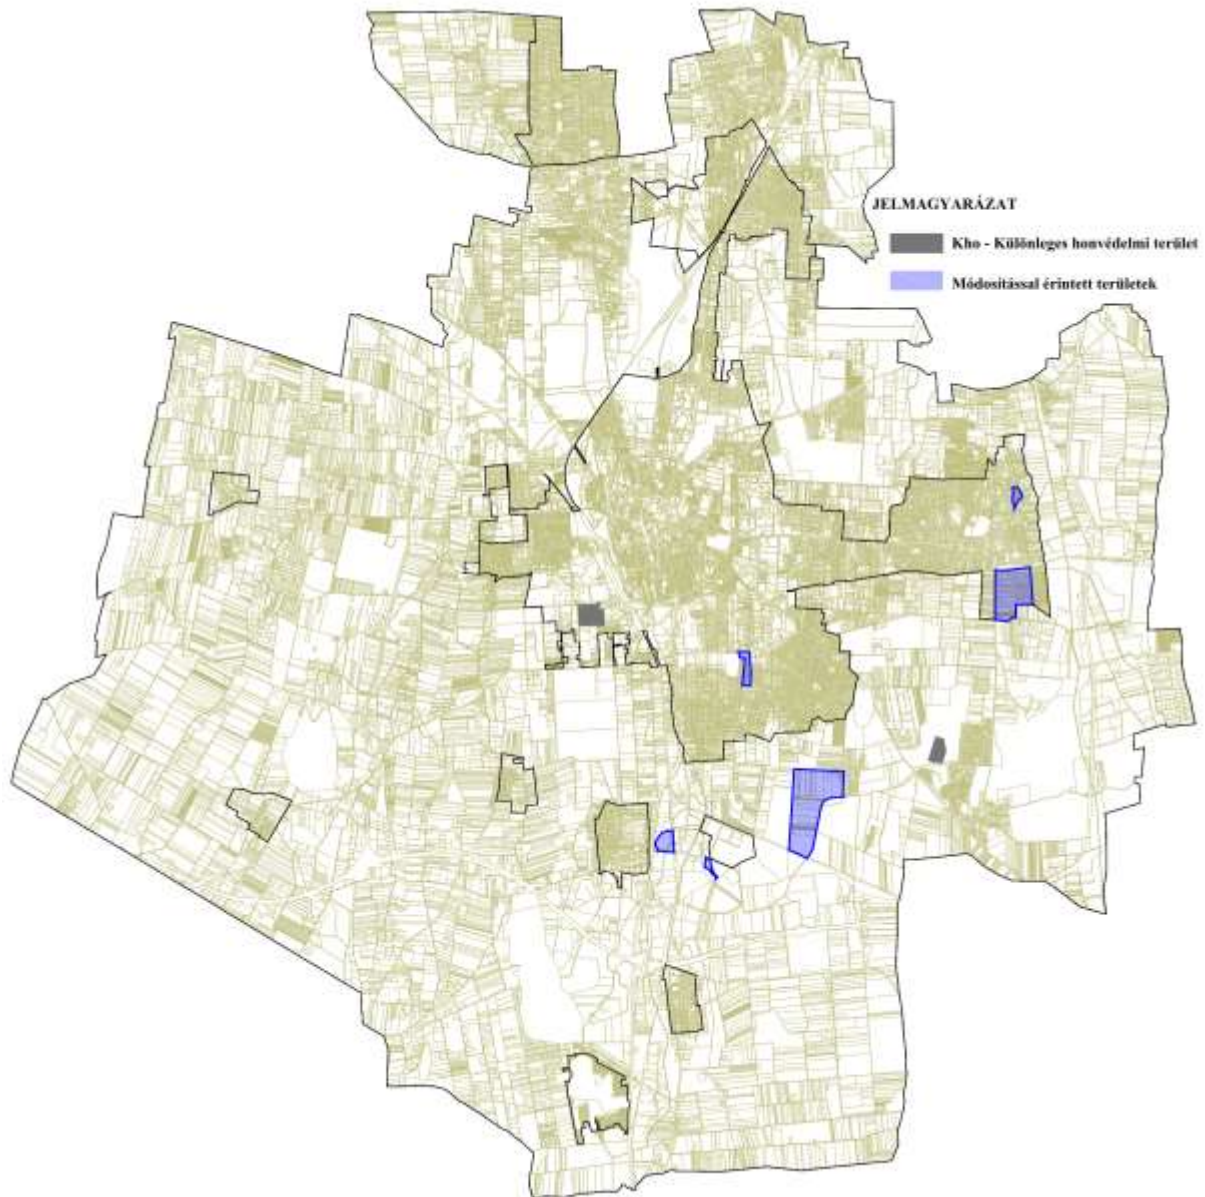 JELMAGYARÁZAT
Kho - Különleges honvédelmi terület
Módosítással érintett területek